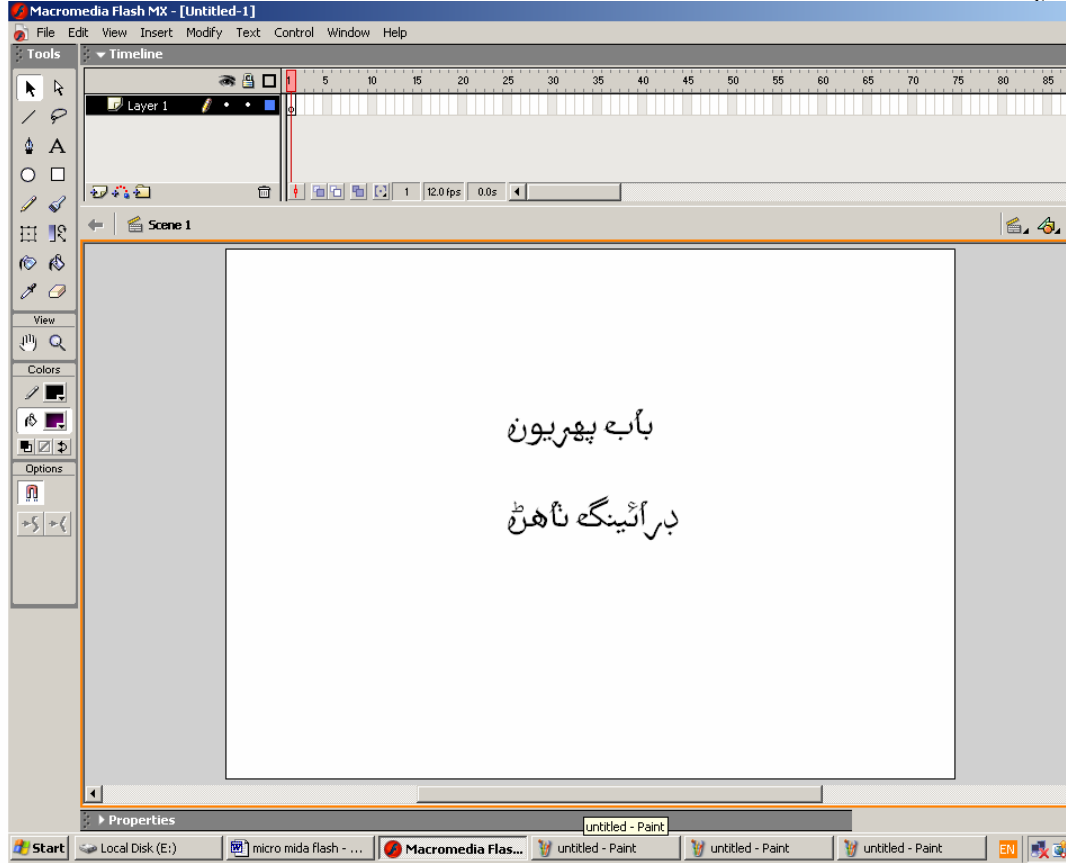 Macromedia Flash MX - [Untitled-1]
File Edit View Insert Modify Text Control Window Help
Tools
Timeline
1 5 10 15 20 25 30 35 40 45 50 55 60 65 70 75 80 85
Layer 1
1 12.0 fps 0.0s
Scene 1
View
Colors
Options
باب پهريون
ڊرائينگ ٺاهڻ
Properties
untitled - Paint
Start Local Disk (E:) micro mida flash - ... Macromedia Flas... untitled - Paint untitled - Paint untitled - Paint EN